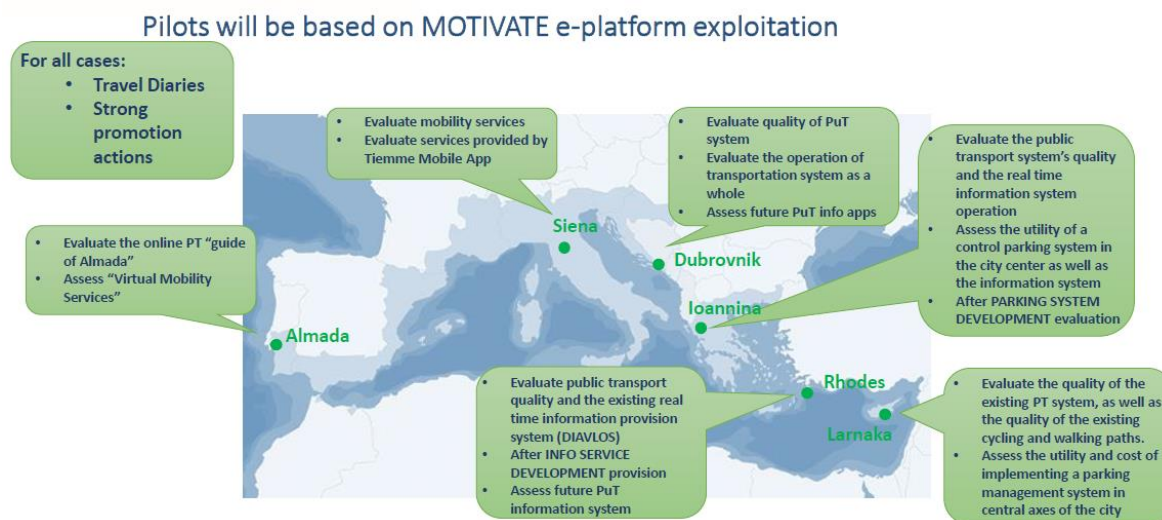 Pilots will be based on MOTIVATE e-platform exploitation
For all cases:
• Travel Diaries
• Strong
promotion
actions
• Evaluate mobility services
• Evaluate services provided by
Tiemme Mobile App
• Evaluate quality of PuT
system
• Evaluate the operation of
transportation system as a
whole
• Assess future PuT info apps
• Evaluate the public
transport system's quality
and the real time
information system
operation
• Assess the utility of a
control parking system in
the city center as well as
the information system
• After PARKING SYSTEM
DEVELOPMENT evaluation
• Evaluate the online PT "guide
of Almada"
• Assess "Virtual Mobility
Services"
Siena
Dubrovnik
Ioannina
Almada
Rhodes
Larnaka
• Evaluate public transport
quality and the existing real
time information provision
system (DIAVLOS)
• After INFO SERVICE
DEVELOPMENT provision
• Assess future PuT
information system
• Evaluate the quality of the
existing PT system, as well as
the quality of the existing
cycling and walking paths.
• Assess the utility and cost of
implementing a parking
management system in
central axes of the city